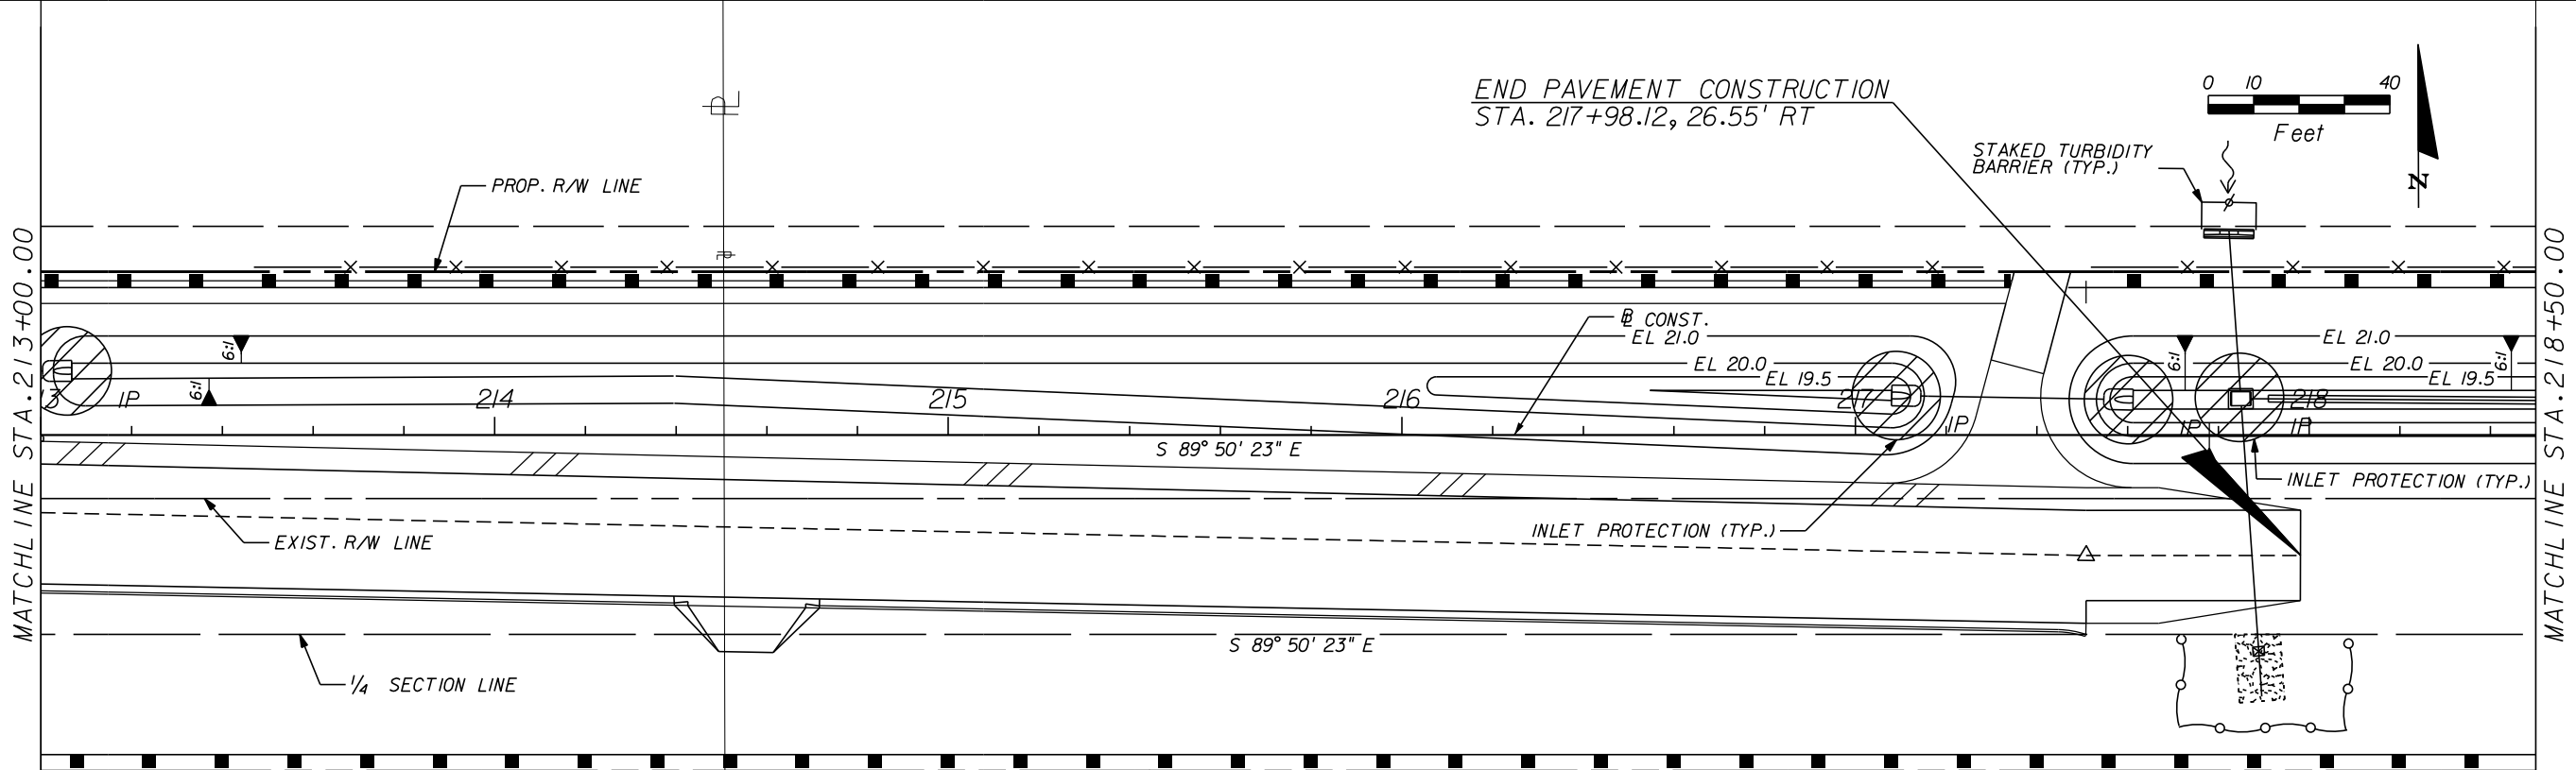 END PAVEMENT CONSTRUCTION
STA. 217+98.12, 26.55' RT
0 10 40
Feet
N
STAKED TURBIDITY
BARRIER (TYP.)
PROP. R/W LINE
MATCHLINE STA. 213+00.00
MATCHLINE STA. 218+50.00
PL
PL
BL CONST.
EL 21.0
EL 20.0
EL 19.5
EL 21.0
EL 20.0
EL 19.5
6:1
6:1
6:1
6:1
3
IP
214
215
216
217
IP
IP
218
IP
S 89° 50' 23" E
INLET PROTECTION (TYP.)
INLET PROTECTION (TYP.)
EXIST. R/W LINE
S 89° 50' 23" E
1/4 SECTION LINE